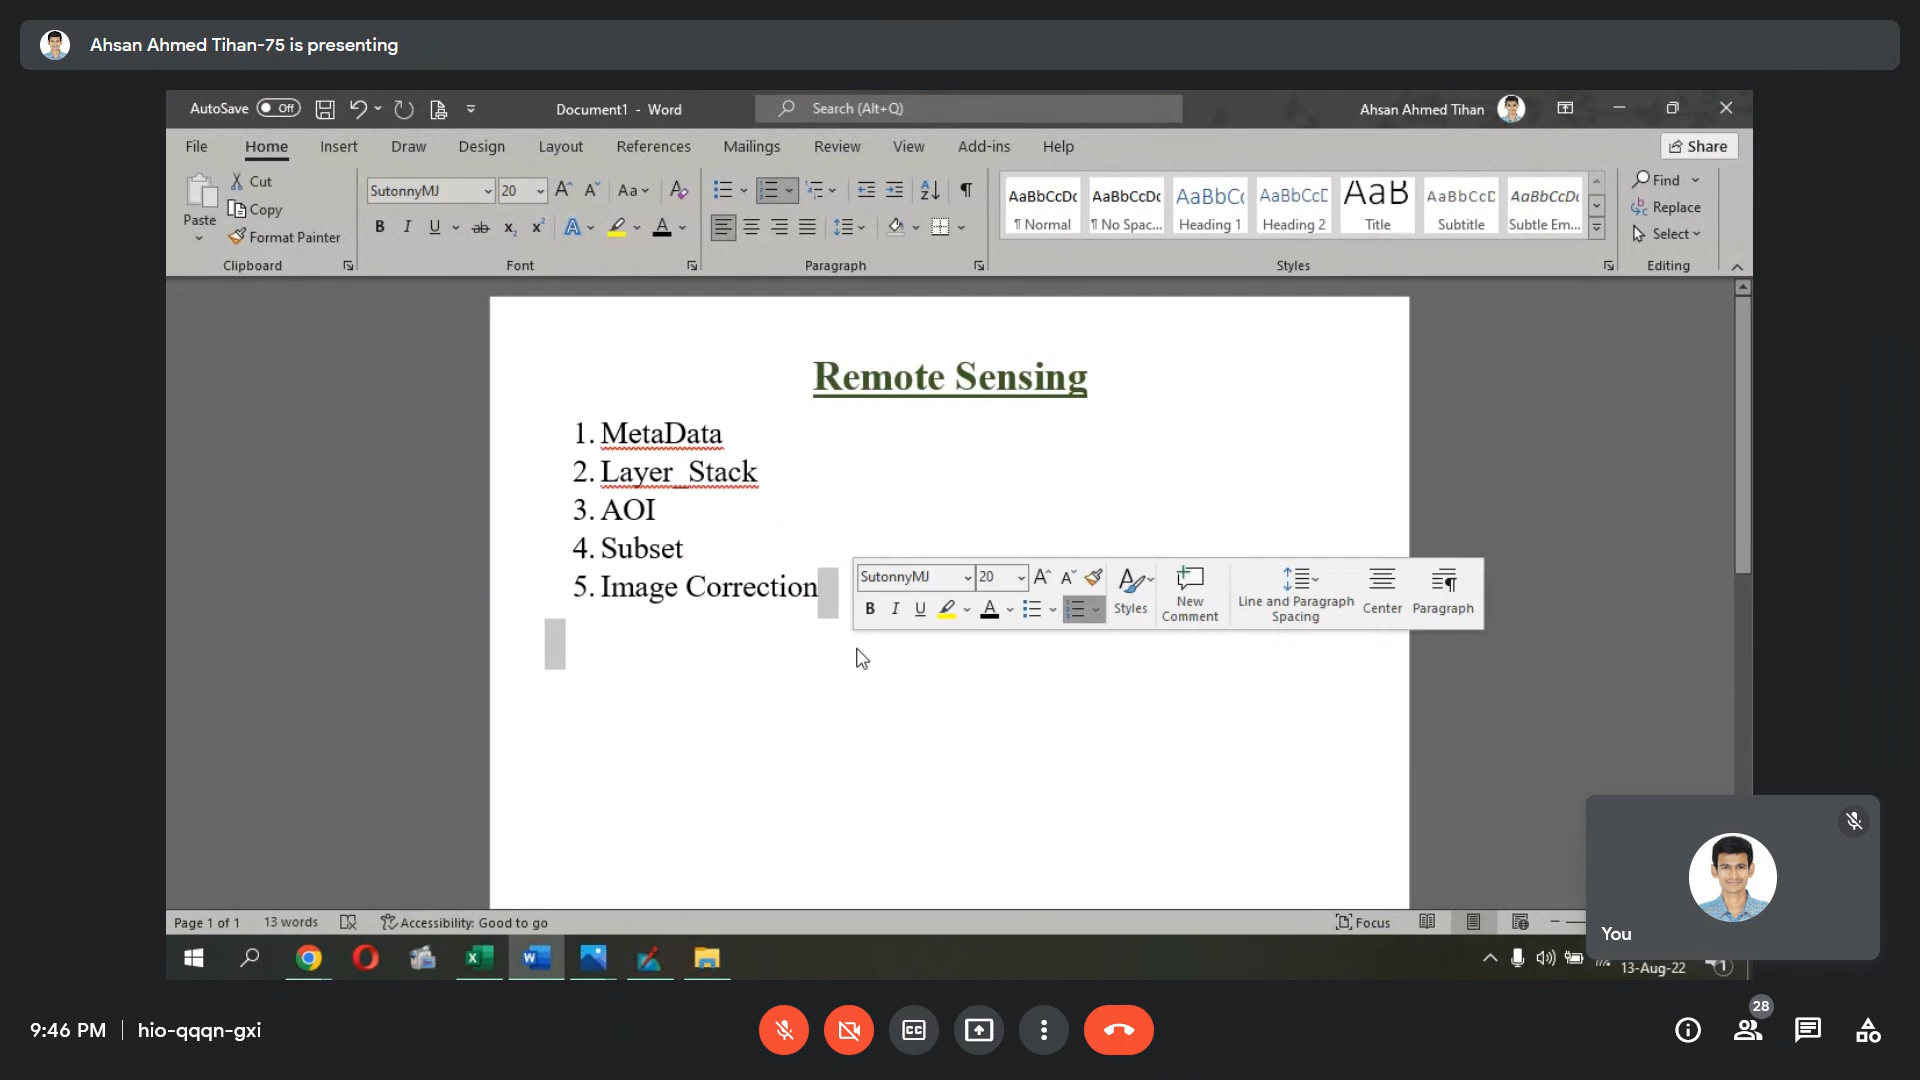 Ahsan Ahmed Tihan-75 is presenting
AutoSave Off Document1 - Word Search (Alt+Q) Ahsan Ahmed Tihan
File Home Insert Draw Design Layout References Mailings Review View Add-ins Help Share
Paste
Cut
Copy
Format Painter
Clipboard
SutonnyMJ 20
Font
Paragraph
AaBbCcDc AaBbCcDc AaBbC AaBbCcD AaB AaBbCcD AaBbCcD
¶ Normal ¶ No Spac... Heading 1 Heading 2 Title Subtitle Subtle Em...
Styles
Find
Replace
Select
Editing
Remote Sensing
1. MetaData
2. Layer_Stack
3. AOI
4. Subset
5. Image Correction
SutonnyMJ 20
B I U
Styles
New Comment
Line and Paragraph Spacing
Center
Paragraph
Page 1 of 1 13 words Accessibility: Good to go Focus
13-Aug-22
1
You
9:46 PM | hio-qqqn-gxi
CC
28